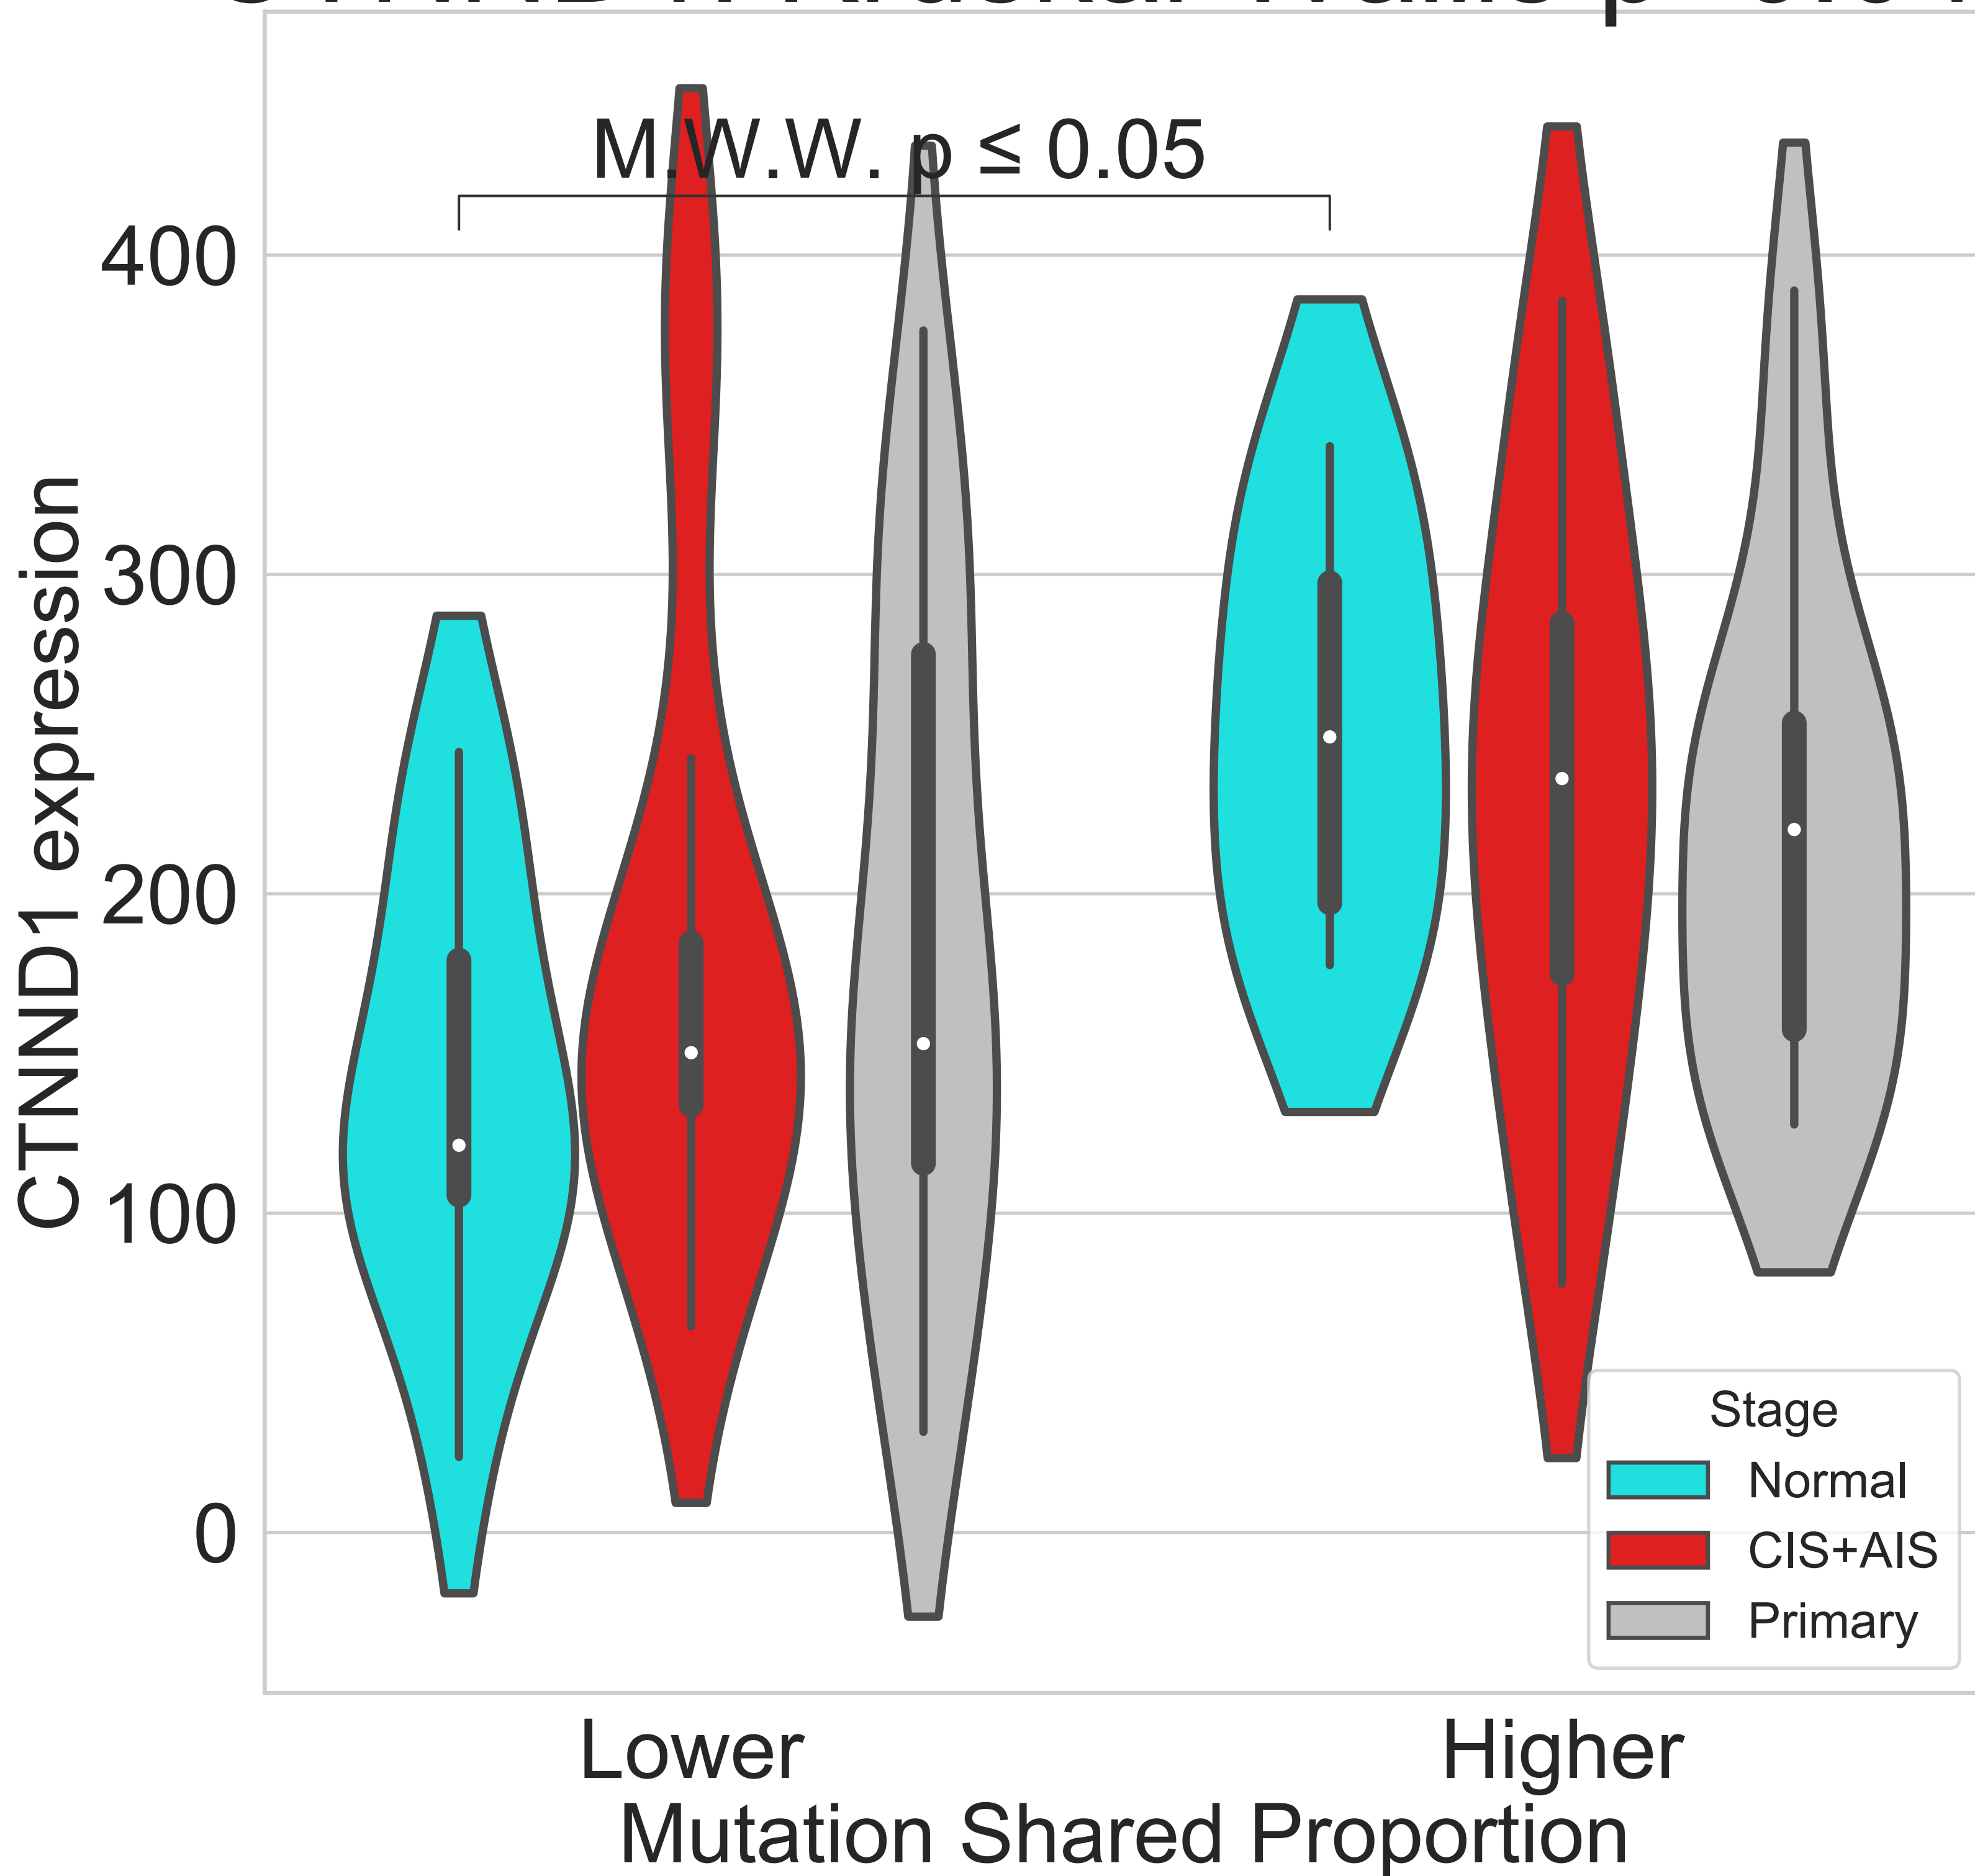 M.W.W. p ≤ 0.05
400
300
200
100
0
CTNND1 expression
Stage
Normal
CIS+AIS
Primary
Lower
Higher
Mutation Shared Proportion